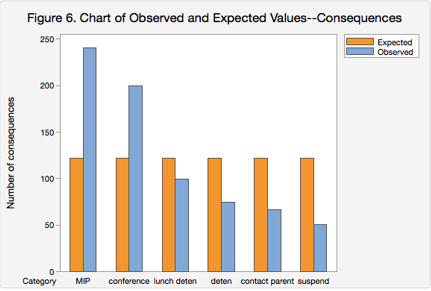 Figure 6. Chart of Observed and Expected Values--Consequences
Expected
Observed
Number of consequences
250
200
150
100
50
0
Category MIP conference lunch deten deten contact parent suspend